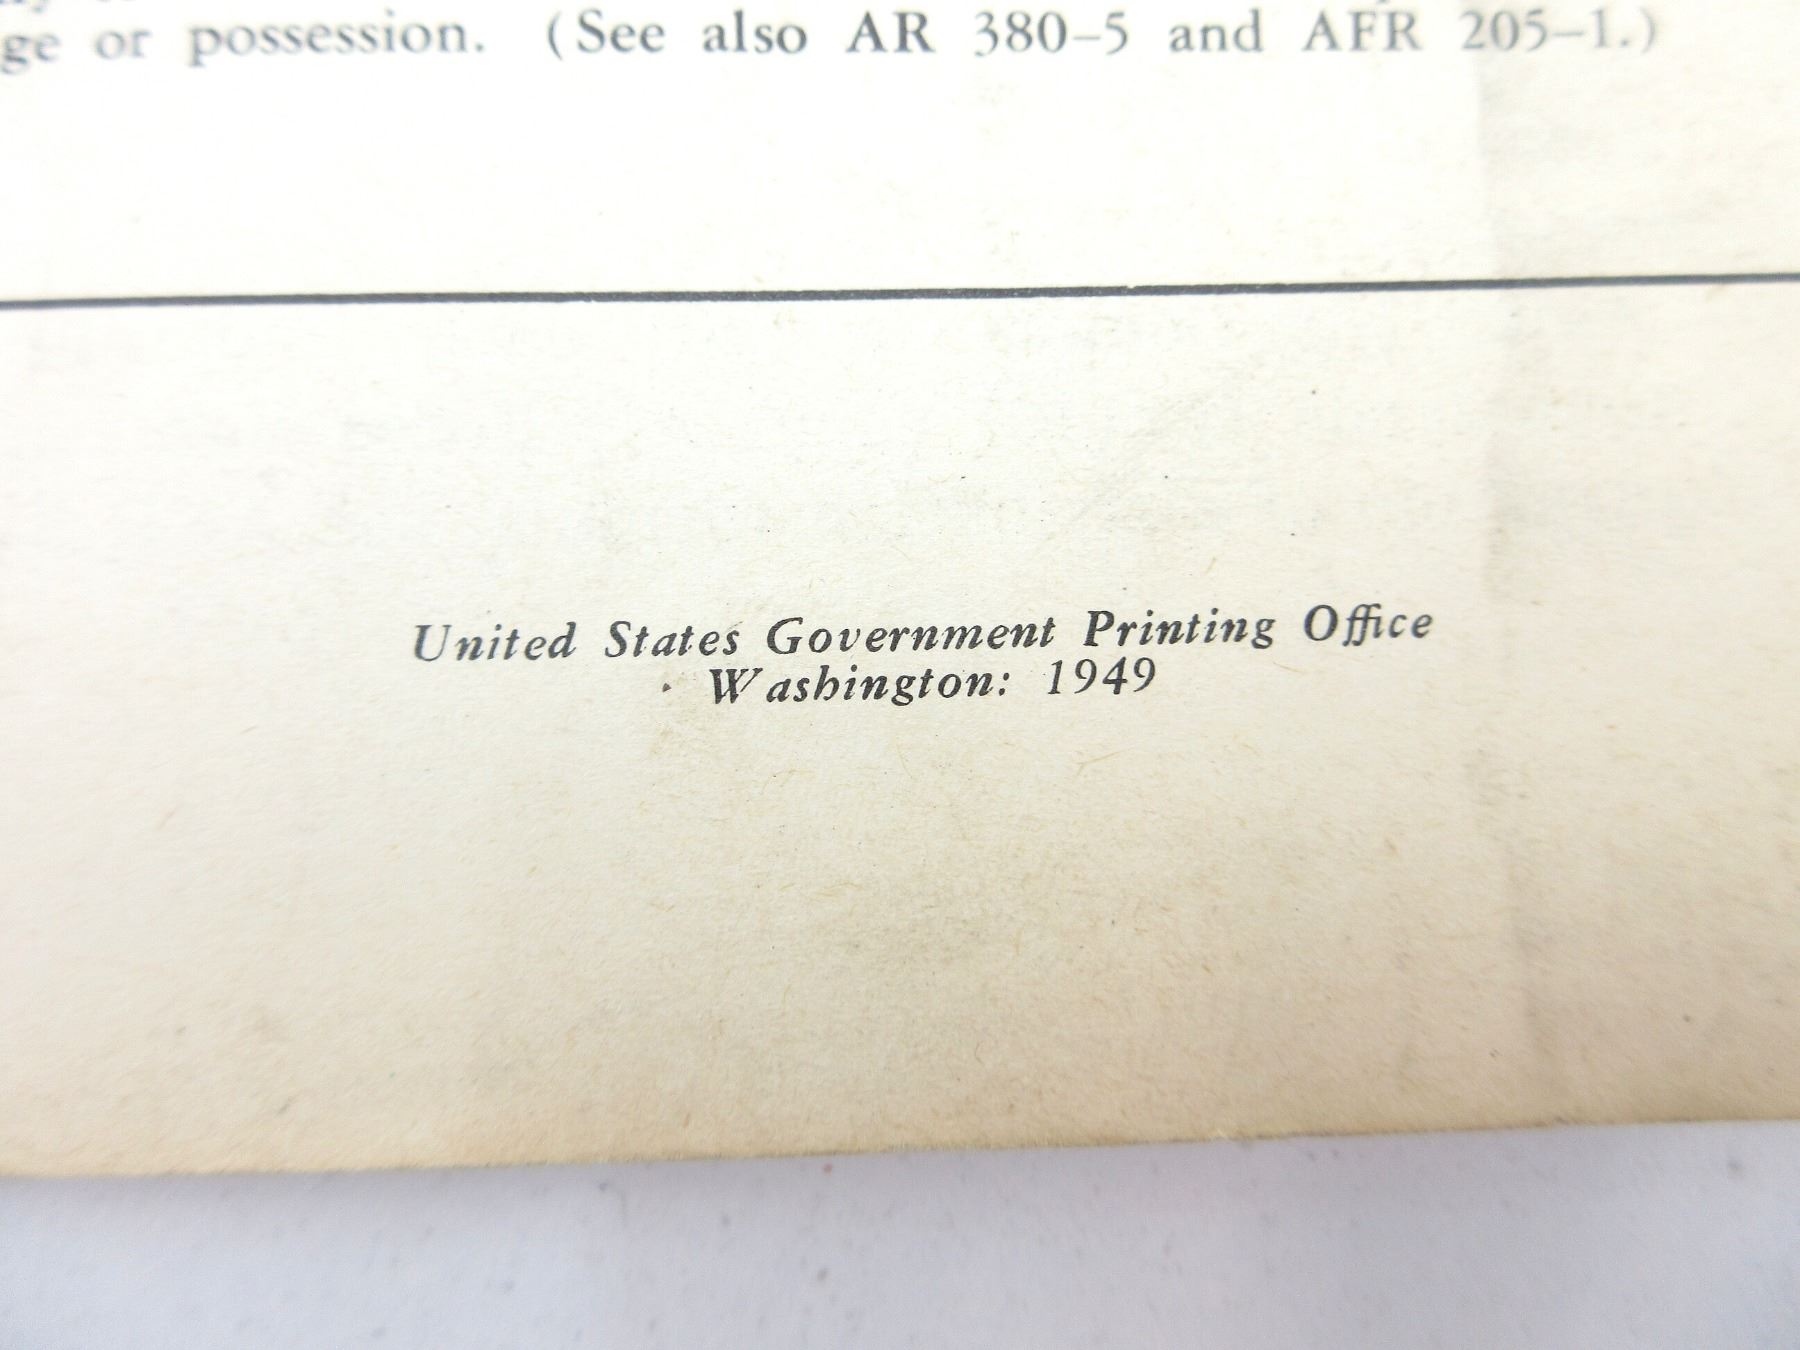 ge or possession. (See also AR 380–5 and AFR 205–1.)
United States Government Printing Office
Washington: 1949